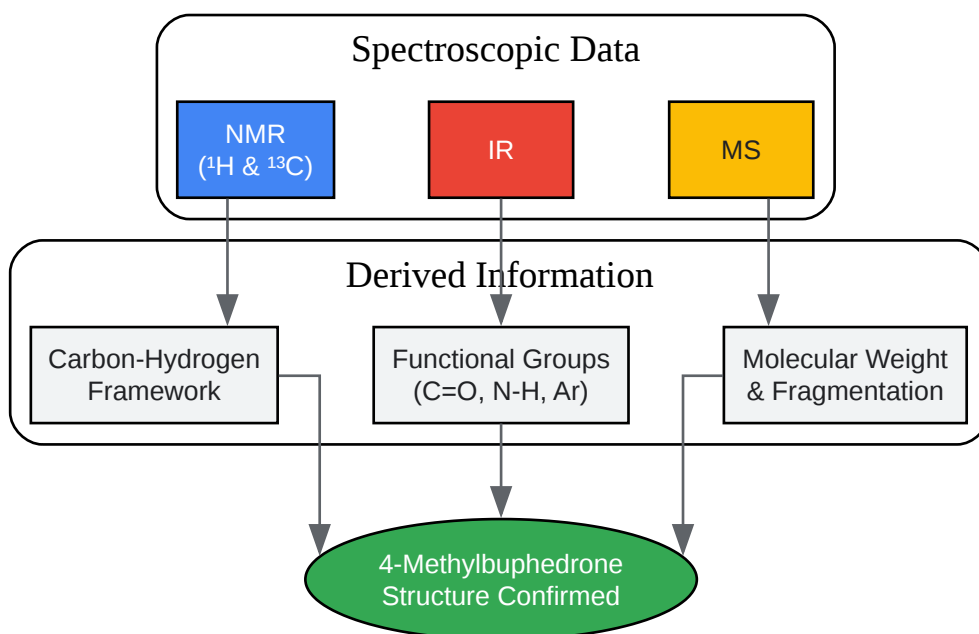 Spectroscopic Data
NMR
(¹H & ¹³C)
IR
MS
Derived Information
Carbon-Hydrogen
Framework
Functional Groups
(C=O, N-H, Ar)
Molecular Weight
& Fragmentation
4-Methylbuphedrone
Structure Confirmed